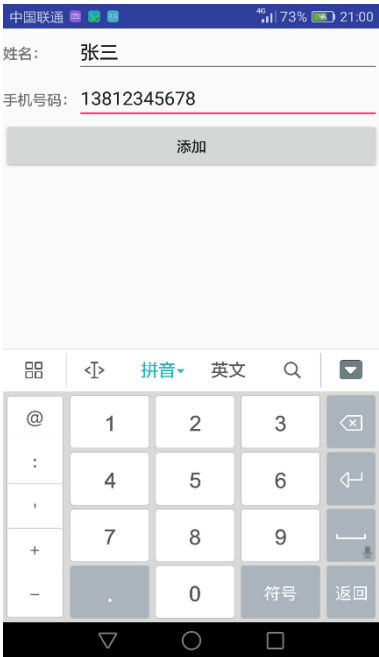 中国联通 4G 73% 21:00
姓名： 张三
手机号码： 13812345678
添加
拼音 英文
@ 1 2 3
: 4 5 6
'
+ 7 8 9
- . 0 符号 返回